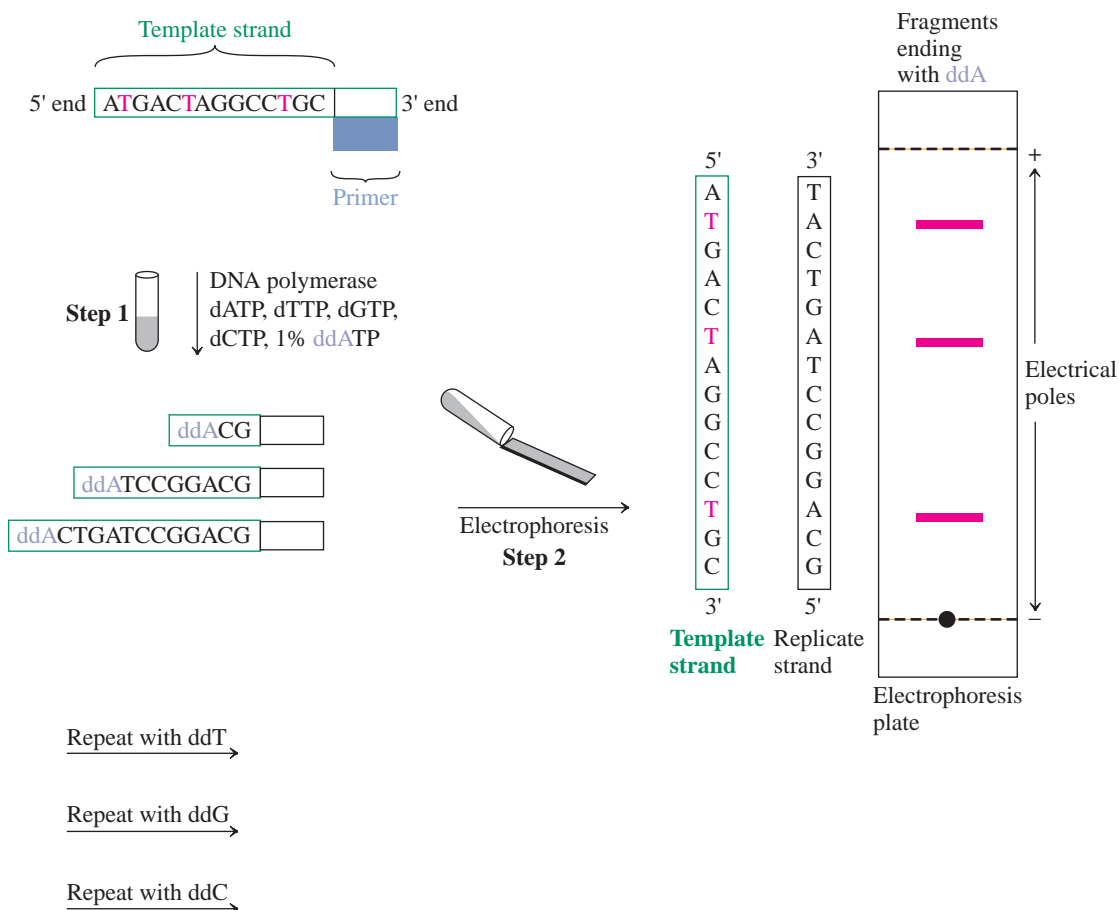 Template strand
5' end
ATGACTAGGCCTGC
3' end
Primer
Step 1
DNA polymerase
dATP, dTTP, dGTP,
dCTP, 1% ddATP
ddACG
ddATCCGGACG
ddACTGATCCGGACG
Electrophoresis
Step 2
5'
A
T
G
A
C
T
A
G
G
C
C
T
G
C
3'
Template
strand
3'
T
A
C
T
G
A
T
C
C
G
G
A
C
G
5'
Replicate
strand
Fragments
ending
with ddA
+
Electrical
poles
–
Electrophoresis
plate
Repeat with ddT
Repeat with ddG
Repeat with ddC